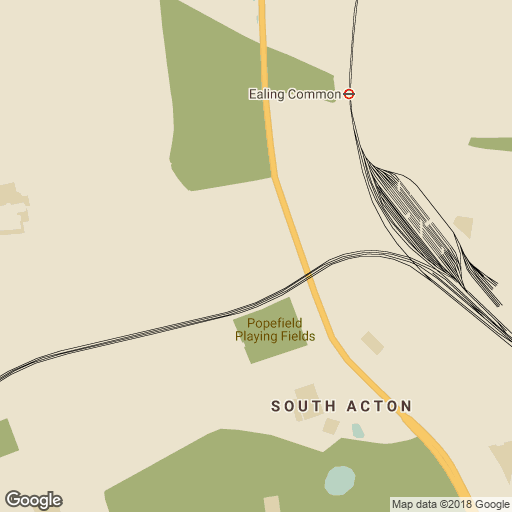 Ealing Common
Popefield
Playing Fields
SOUTH ACTON
Google
Map data ©2018 Google